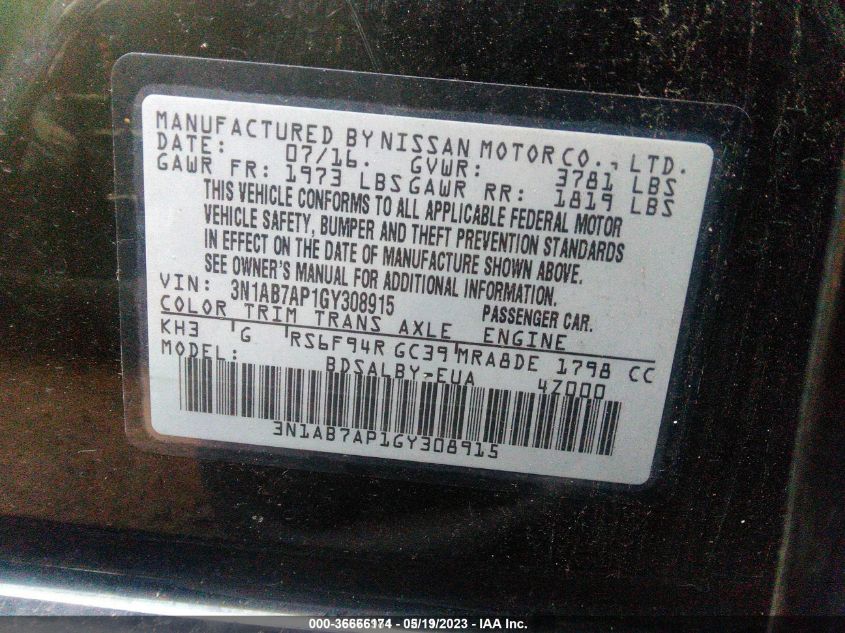 MANUFACTURED BY NISSAN MOTOR CO., LTD.
DATE: 07/16. GVWR: 3781 LBS
GAWR FR: 1973 LBS GAWR RR: 1819 LBS
THIS VEHICLE CONFORMS TO ALL APPLICABLE FEDERAL MOTOR
VEHICLE SAFETY, BUMPER AND THEFT PREVENTION STANDARDS
IN EFFECT ON THE DATE OF MANUFACTURE SHOWN ABOVE.
SEE OWNER'S MANUAL FOR ADDITIONAL INFORMATION.
VIN: 3N1AB7AP1GY308915 PASSENGER CAR.
COLOR TRIM TRANS AXLE ENGINE
KH3 G RS6F94R GC39 MRA8DE 1798 CC
MODEL: BDSALBY-EUA 4Z000
3N1AB7AP1GY308915
000-36666174 - 05/19/2023 - IAA Inc.